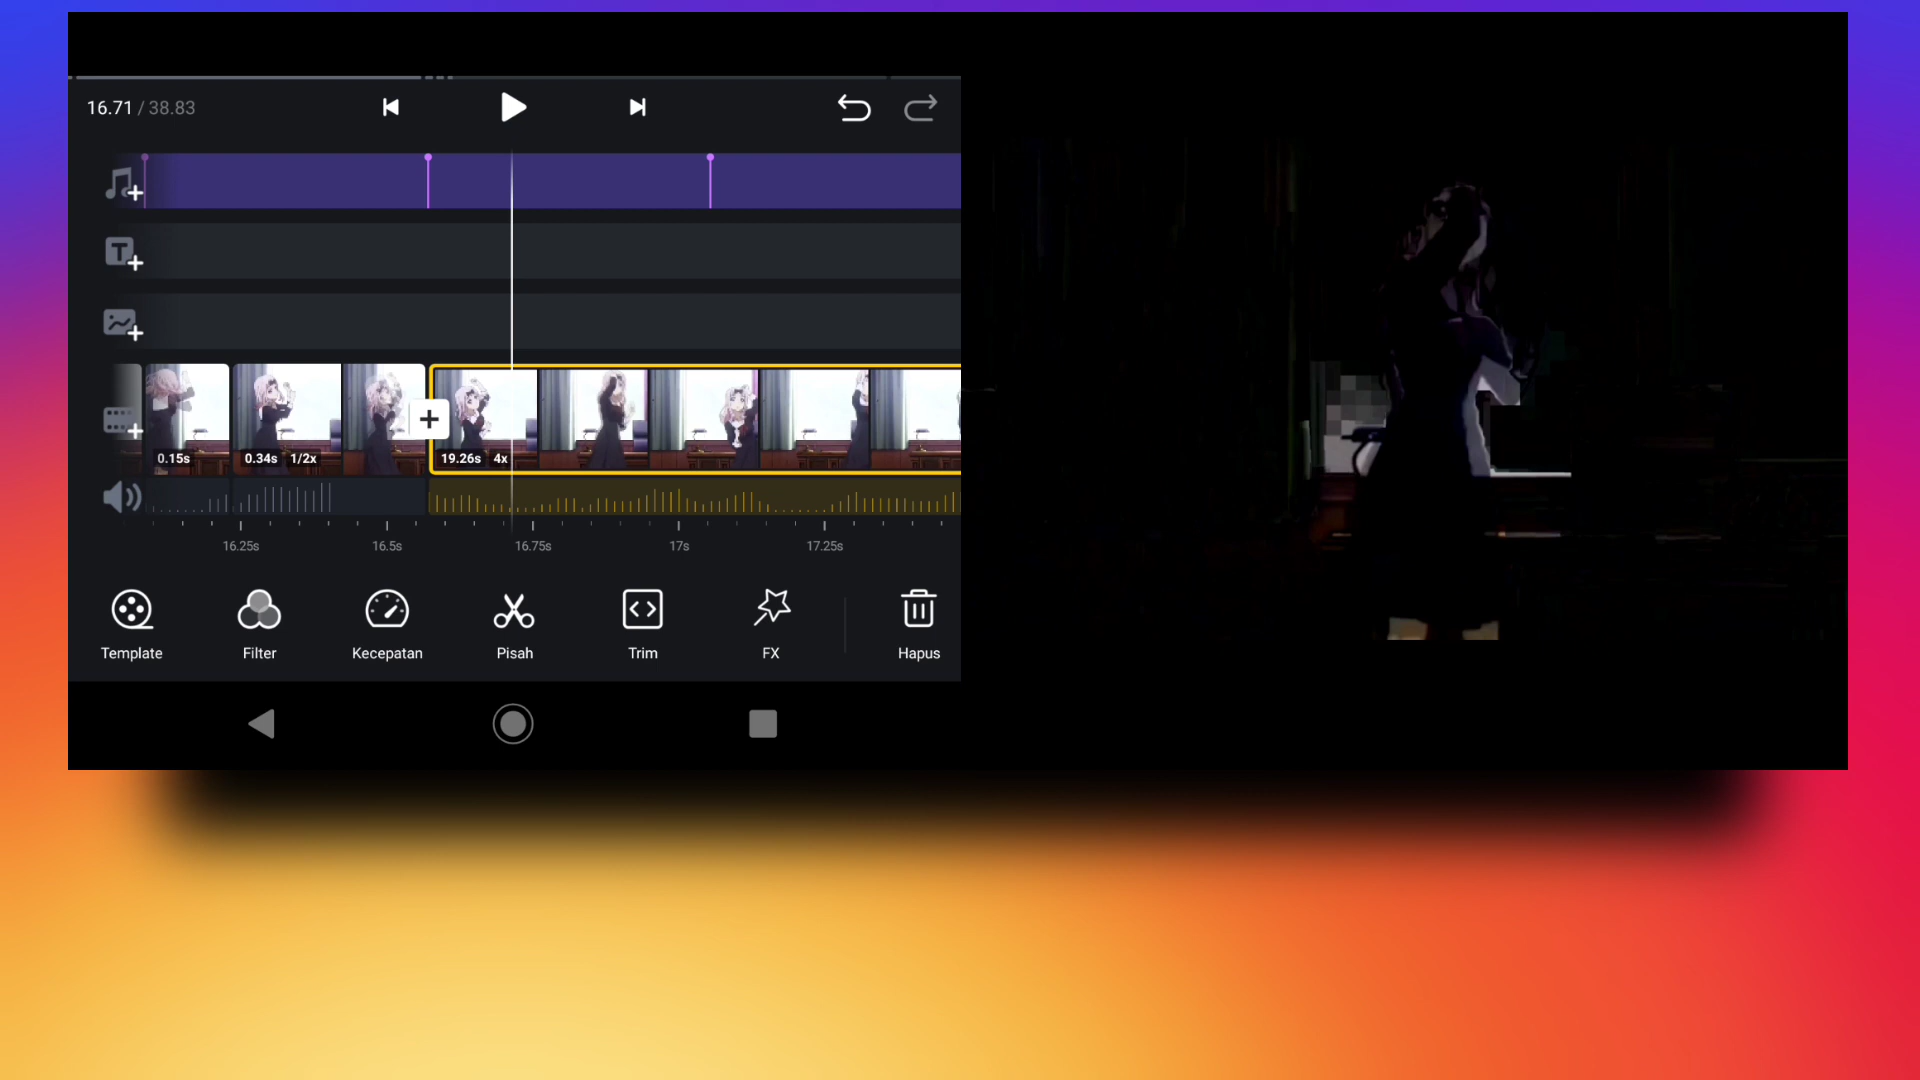 16.71 / 38.83
T
0.15s 0.34s 1/2x 19.26s 4x
16.25s 16.5s 16.75s 17s 17.25s
Template Filter Kecepatan Pisah Trim FX Hapus